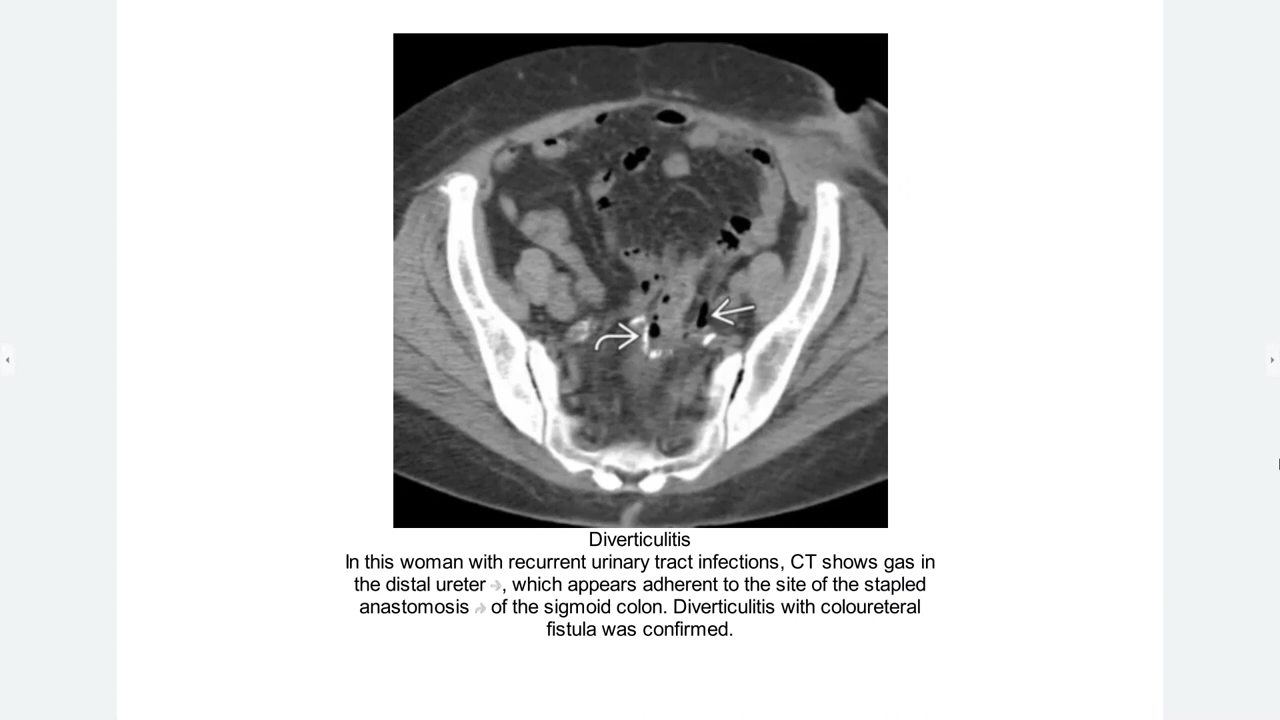 Diverticulitis
In this woman with recurrent urinary tract infections, CT shows gas in
the distal ureter →, which appears adherent to the site of the stapled
anastomosis ↱ of the sigmoid colon. Diverticulitis with coloureteral
fistula was confirmed.